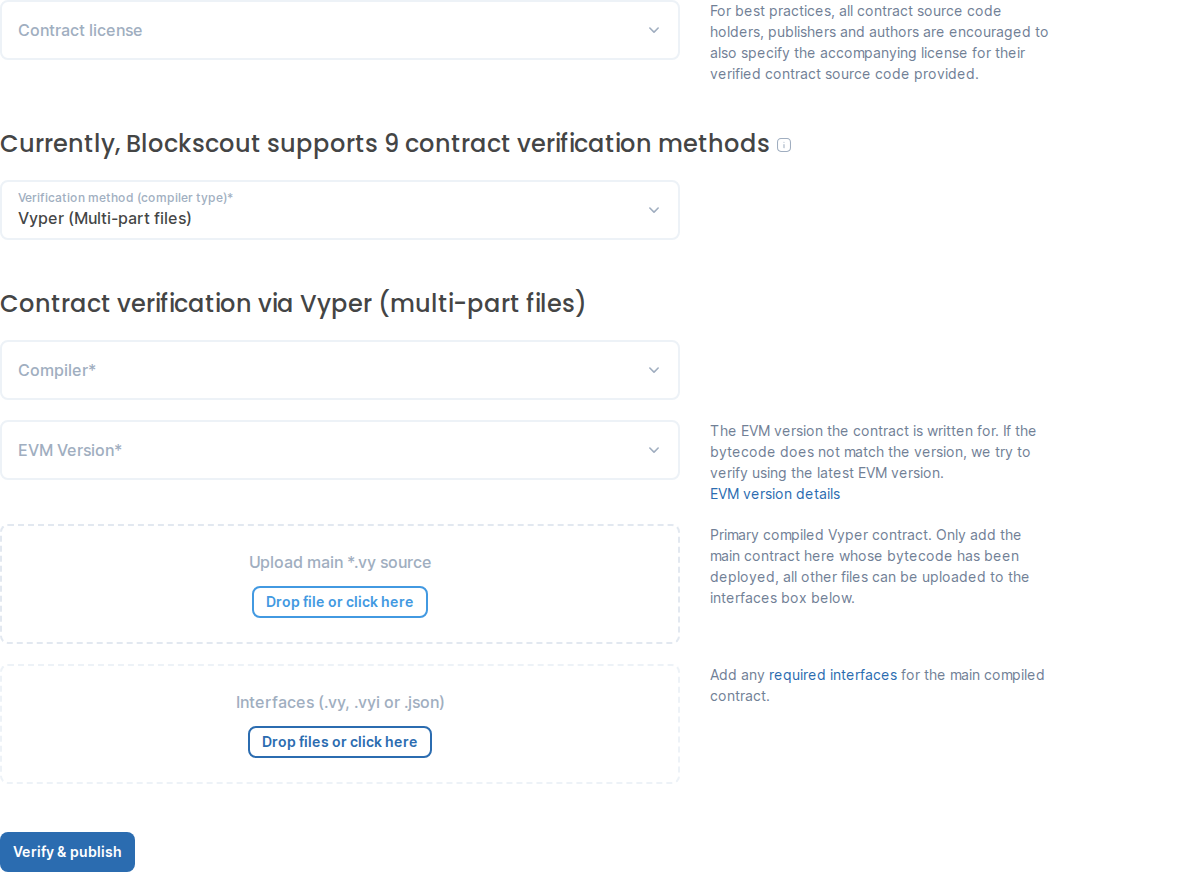 Contract license
For best practices, all contract source code
holders, publishers and authors are encouraged to
also specify the accompanying license for their
verified contract source code provided.
Currently, Blockscout supports 9 contract verification methods
Verification method (compiler type)*
Vyper (Multi-part files)
Contract verification via Vyper (multi-part files)
Compiler*
EVM Version*
The EVM version the contract is written for. If the
bytecode does not match the version, we try to
verify using the latest EVM version.
EVM version details
Upload main *.vy source
Drop file or click here
Primary compiled Vyper contract. Only add the
main contract here whose bytecode has been
deployed, all other files can be uploaded to the
interfaces box below.
Interfaces (.vy, .vyi or .json)
Drop files or click here
Add any required interfaces for the main compiled
contract.
Verify & publish